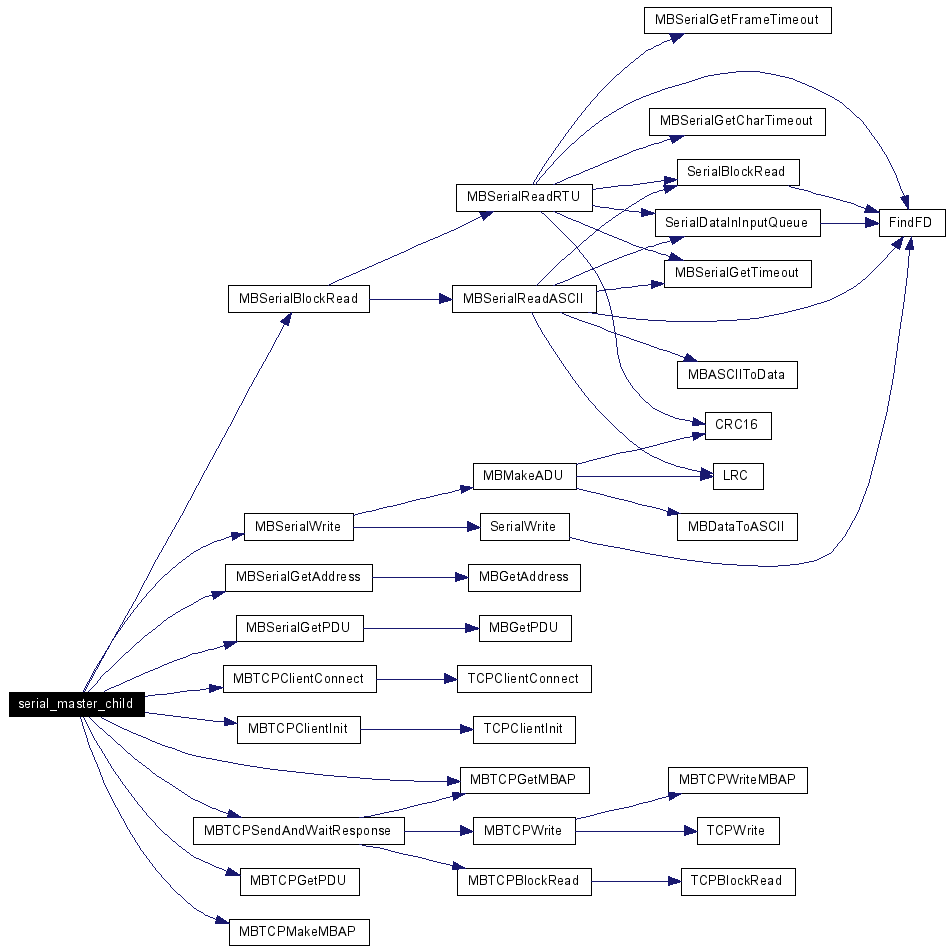 MBSerialGetFrameTimeout
MBSerialGetCharTimeout
SerialBlockRead
MBSerialReadRTU
SerialDataInInputQueue
FindFD
MBSerialGetTimeout
MBSerialBlockRead
MBSerialReadASCII
MBASCIIToData
CRC16
MBMakeADU
LRC
MBSerialWrite
SerialWrite
MBDataToASCII
MBSerialGetAddress
MBGetAddress
MBSerialGetPDU
MBGetPDU
MBTCPClientConnect
TCPClientConnect
serial_master_child
MBTCPClientInit
TCPClientInit
MBTCPGetMBAP
MBTCPWriteMBAP
MBTCPSendAndWaitResponse
MBTCPWrite
TCPWrite
MBTCPGetPDU
MBTCPBlockRead
TCPBlockRead
MBTCPMakeMBAP